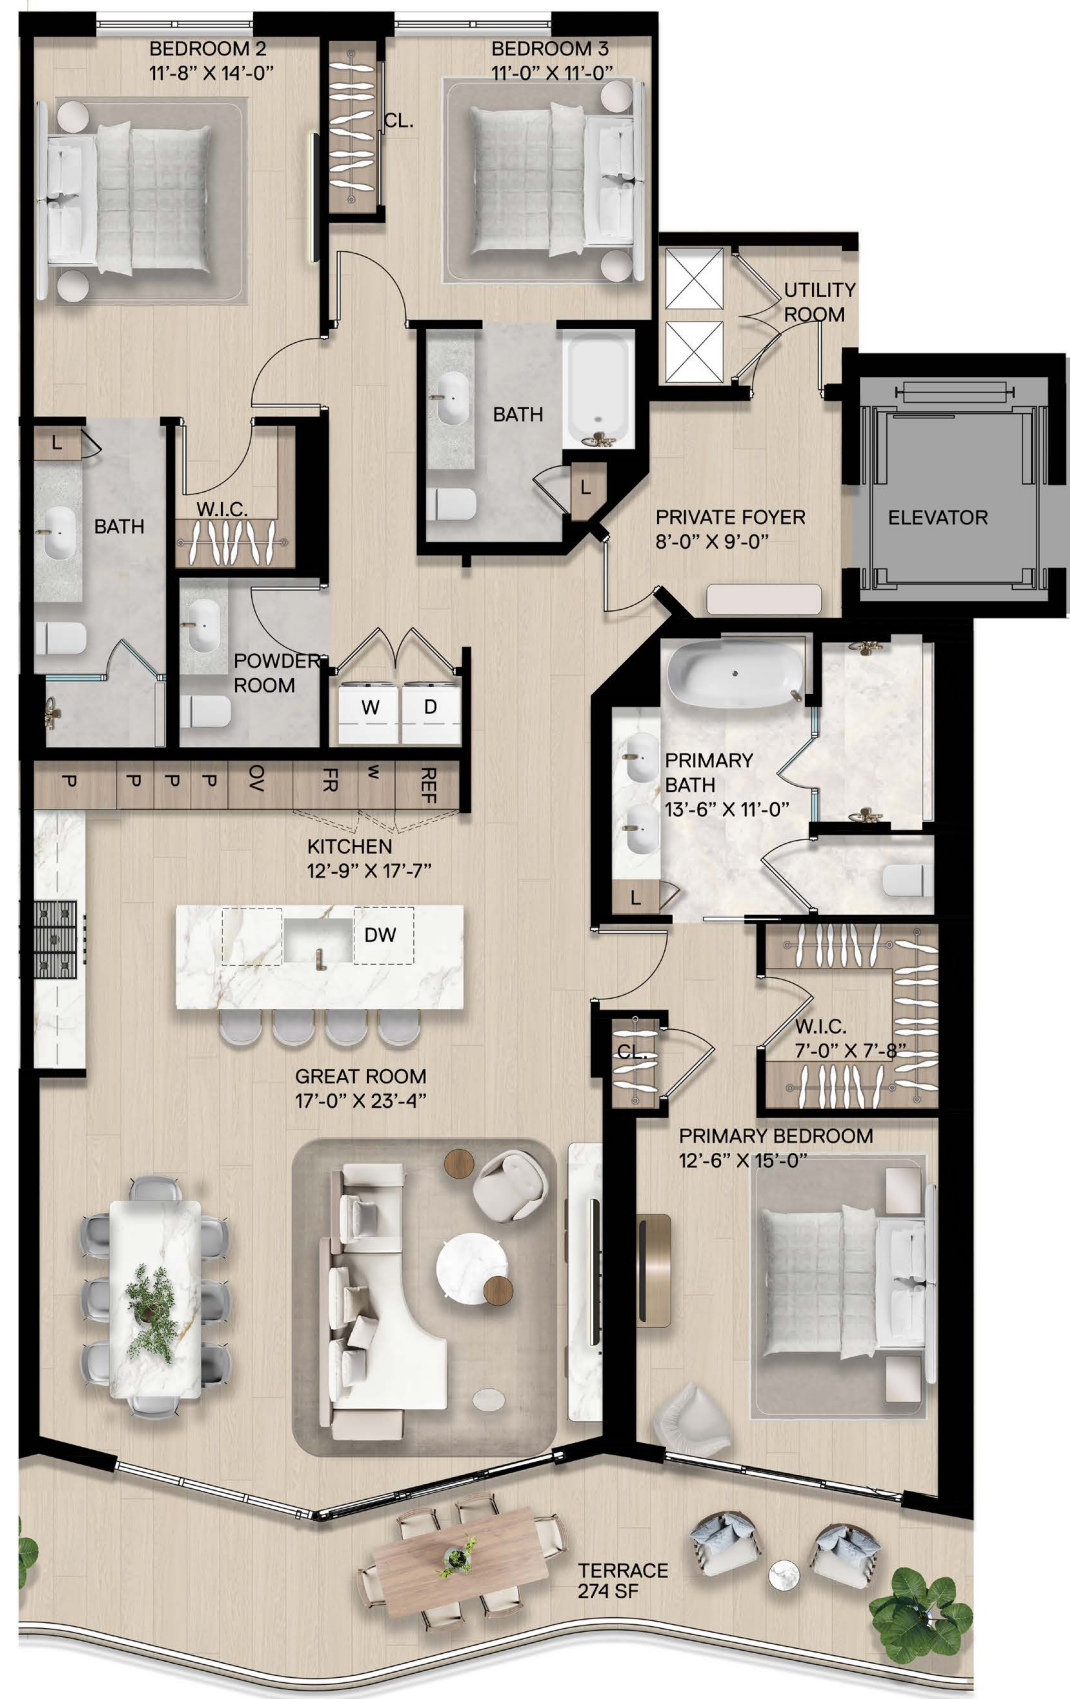 BEDROOM 2
11'-8" X 14'-0"
BEDROOM 3
11'-0" X 11'-0"
CL.
UTILITY
ROOM
BATH
L
L
W.I.C.
BATH
PRIVATE FOYER
8'-0" X 9'-0"
ELEVATOR
POWDER
ROOM
W
D
P
P
P
P
OV
FR
W
REF
PRIMARY
BATH
13'-6" X 11'-0"
L
KITCHEN
12'-9" X 17'-7"
DW
W.I.C.
7'-0" X 7'-8"
CL.
GREAT ROOM
17'-0" X 23'-4"
PRIMARY BEDROOM
12'-6" X 15'-0"
TERRACE
274 SF